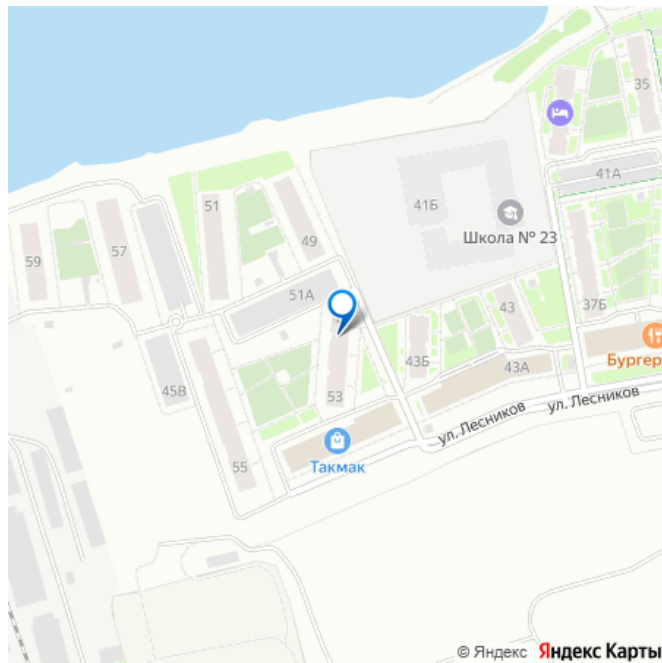 35
41А
51
41Б
Школа № 23
59
57
49
51А
43
37Б
Бургер
43Б
43А
45В
53
ул. Лесников
ул. Лесников
Такмак
55
© Яндекс Яндекс Карты